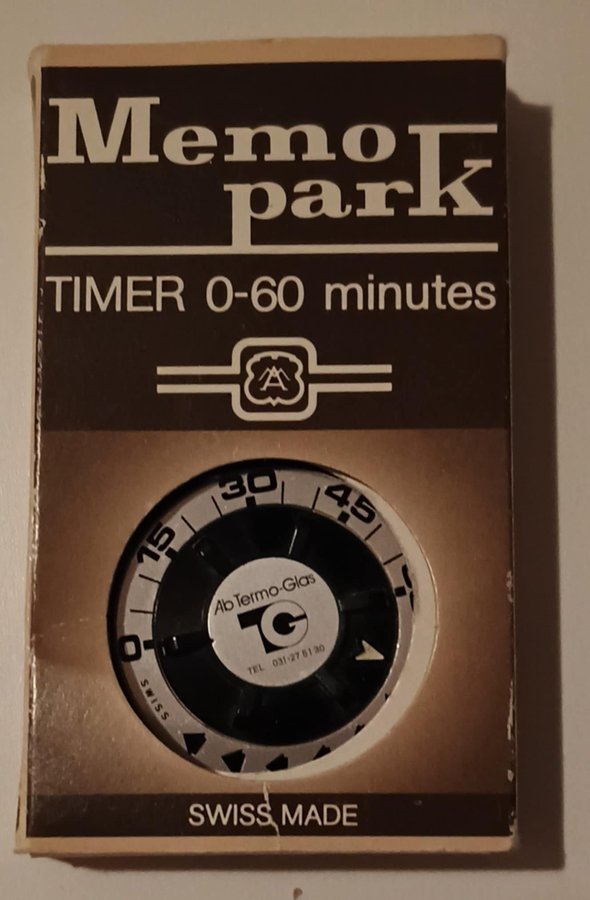 Memo
park
TIMER 0-60 minutes
0
15
30
45
SWISS
Ab Termo-Glas
TG
TEL 031-27 51 30
SWISS MADE